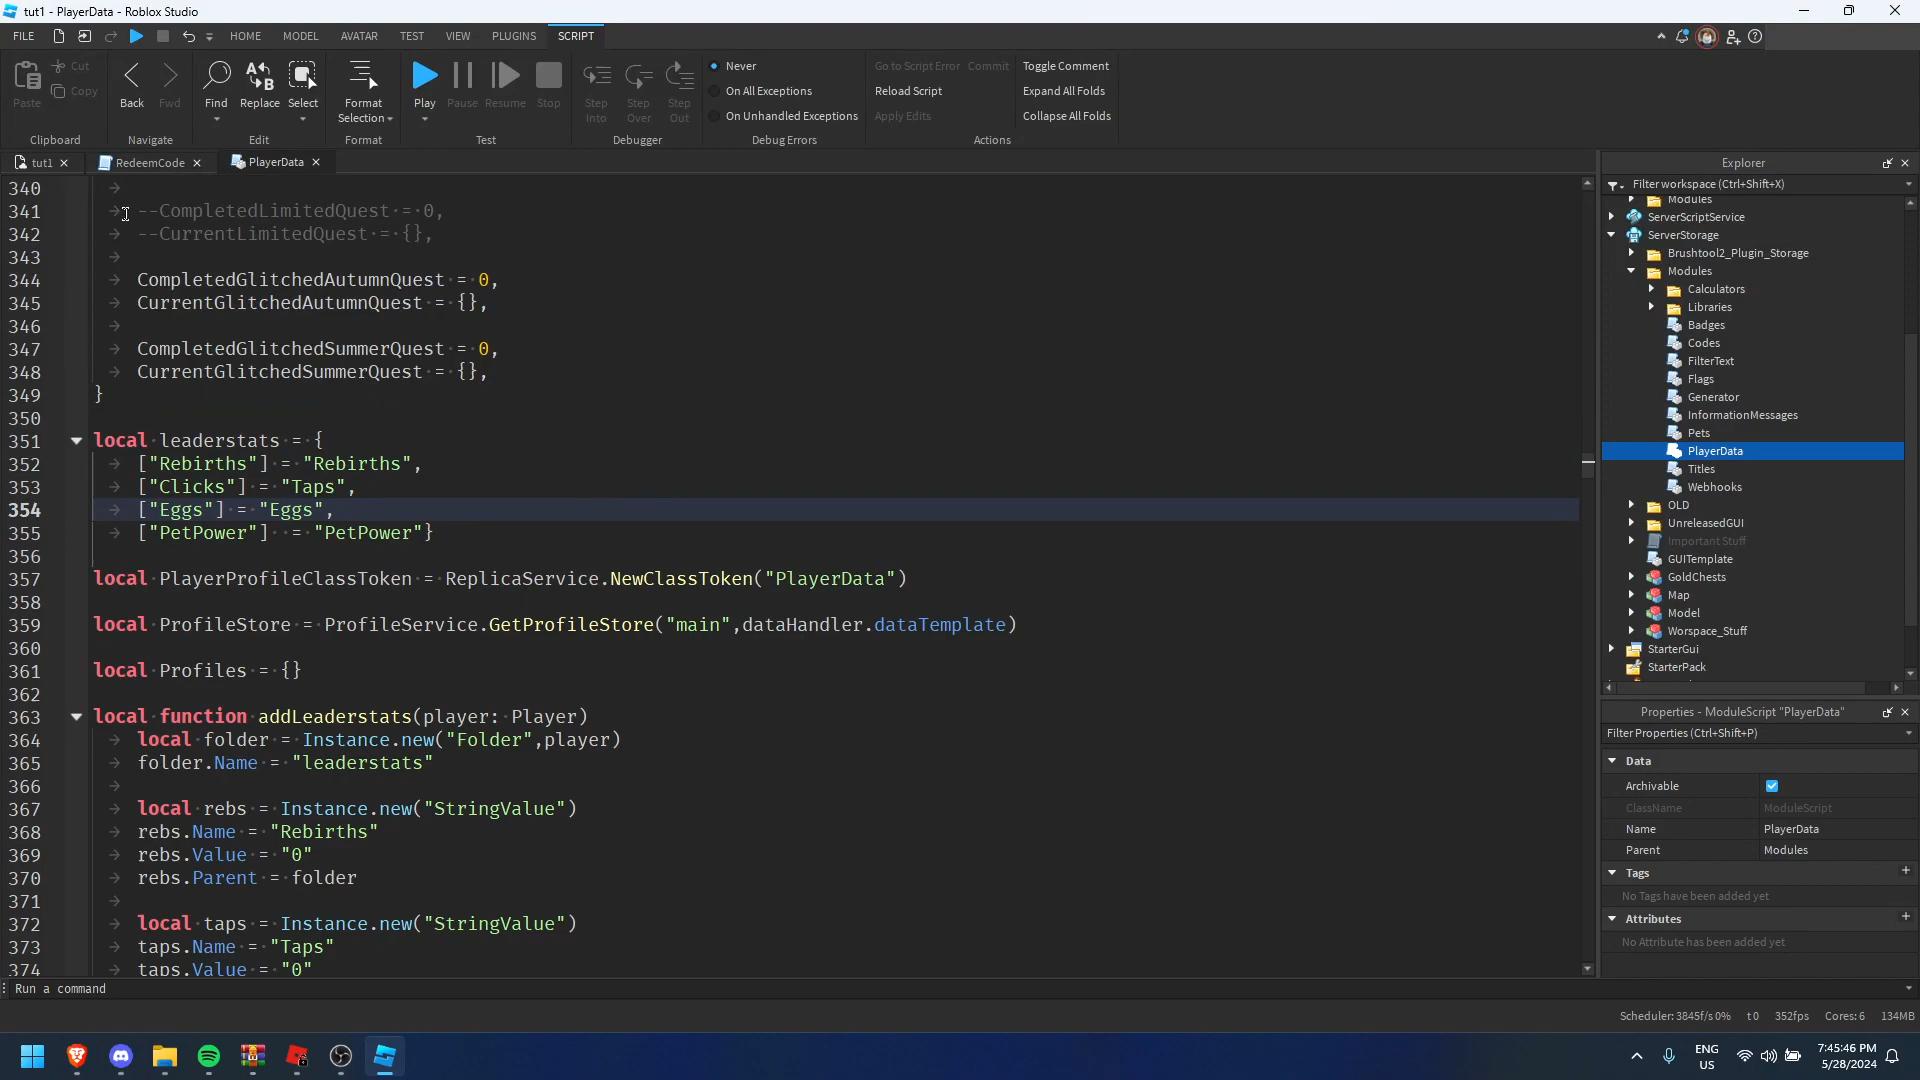 tut1 - PlayerData - Roblox Studio
FILE HOME MODEL AVATAR TEST VIEW PLUGINS SCRIPT
Paste Cut Copy Back Fwd Find Replace Select Format Selection Play Pause Resume Stop Step Into Step Over Step Out
Never
On All Exceptions
On Unhandled Exceptions
Go to Script Error Commit
Reload Script
Apply Edits
Toggle Comment
Expand All Folds
Collapse All Folds
Clipboard Navigate Edit Format Test Debugger Debug Errors Actions
tut1 RedeemCode PlayerData
340
341 --CompletedLimitedQuest = 0,
342 --CurrentLimitedQuest = {},
343
344 CompletedGlitchedAutumnQuest = 0,
345 CurrentGlitchedAutumnQuest = {},
346
347 CompletedGlitchedSummerQuest = 0,
348 CurrentGlitchedSummerQuest = {},
349 }
350
351 local leaderstats = {
352 ["Rebirths"] = "Rebirths",
353 ["Clicks"] = "Taps",
354 ["Eggs"] = "Eggs",
355 ["PetPower"]  = "PetPower"}
356
357 local PlayerProfileClassToken = ReplicaService.NewClassToken("PlayerData")
358
359 local ProfileStore = ProfileService.GetProfileStore("main",dataHandler.dataTemplate)
360
361 local Profiles = {}
362
363 local function addLeaderstats(player: Player)
364 local folder = Instance.new("Folder",player)
365 folder.Name = "leaderstats"
366
367 local rebs = Instance.new("StringValue")
368 rebs.Name = "Rebirths"
369 rebs.Value = "0"
370 rebs.Parent = folder
371
372 local taps = Instance.new("StringValue")
373 taps.Name = "Taps"
374 taps.Value = "0"
Run a command
Explorer
Filter workspace (Ctrl+Shift+X)
Modules
ServerScriptService
ServerStorage
Brushtool2_Plugin_Storage
Modules
Calculators
Libraries
Badges
Codes
FilterText
Flags
Generator
InformationMessages
Pets
PlayerData
Titles
Webhooks
OLD
UnreleasedGUI
Important Stuff
GUITemplate
GoldChests
Map
Model
Worspace_Stuff
StarterGui
StarterPack
Properties - ModuleScript "PlayerData"
Filter Properties (Ctrl+Shift+P)
Data
Archivable
ClassName ModuleScript
Name PlayerData
Parent Modules
Tags
No Tags have been added yet
Attributes
No Attribute has been added yet
Scheduler: 3845f/s 0% t 0 352fps Cores: 6 134MB
ENG
US
7:45:46 PM
5/28/2024